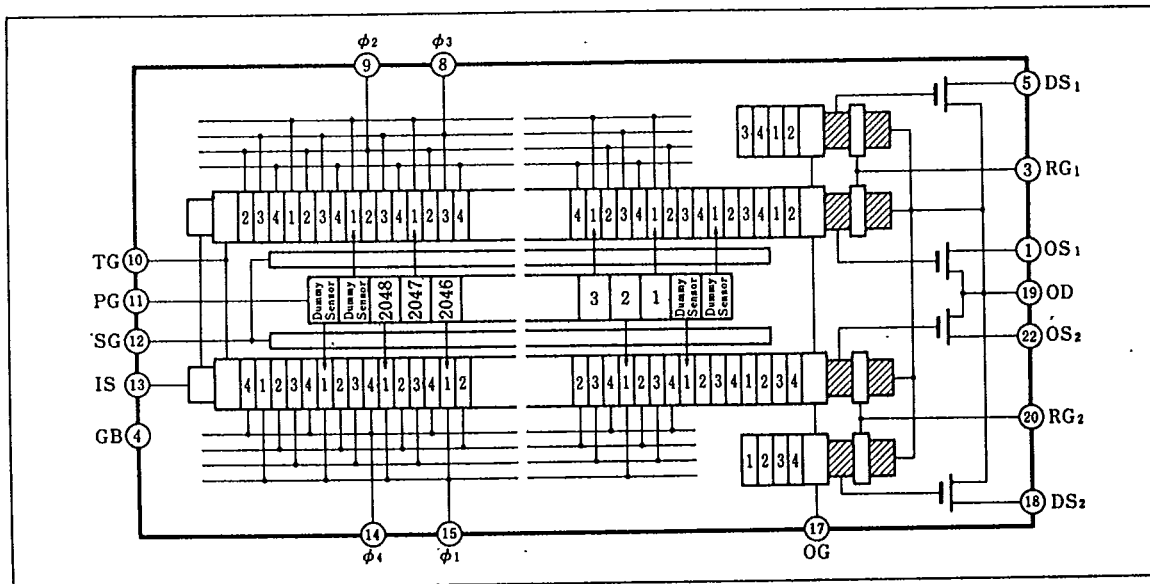 φ2 φ3
9 8
5 DS1
3 4 1 2
3 RG1
2 3 4 1 2 3 4 1 2 3 4 1 2 3 4
4 1 2 3 4 1 2 3 4 1 2 3 4 1 2
1 OS1
TG 10
PG 11
Dummy Sensor
Dummy Sensor
2048
2047
2046
3
2
1
Dummy Sensor
Dummy Sensor
19 OD
SG 12
22 OS2
IS 13
4 1 2 3 4 1 2 3 4 1 2 3 4 1 2
2 3 4 1 2 3 4 1 2 3 4 1 2 3 4
20 RG2
GB 4
1 2 3 4
18 DS2
14 15
φ4 φ1
17
OG